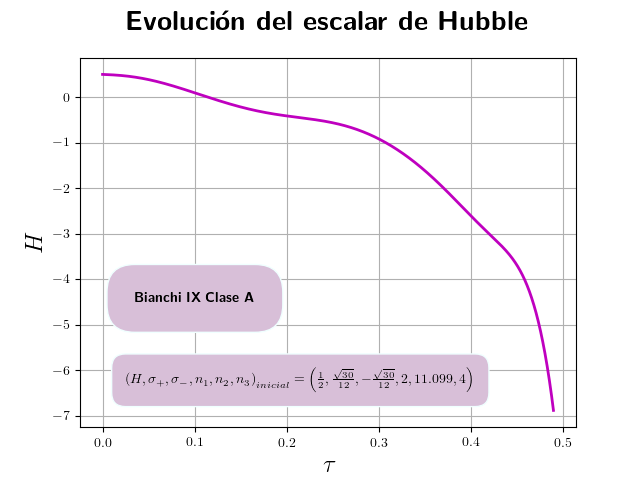 Evolución del escalar de Hubble
0
−1
−2
−3
−4
−5
−6
−7
H
Bianchi IX Clase A
(H, σ₊, σ₋, n₁, n₂, n₃)_{inicial} = (1/2, √30/12, −√30/12, 2, 11.099, 4)
0.0 0.1 0.2 0.3 0.4 0.5
τ